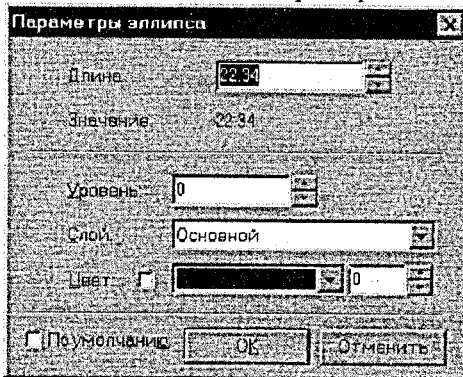 Параметры эллипса
Длина 22.34
Значение 22.34
Уровень 0
Слой: Основной
Цвет: 0
По умолчанию OK Отменить